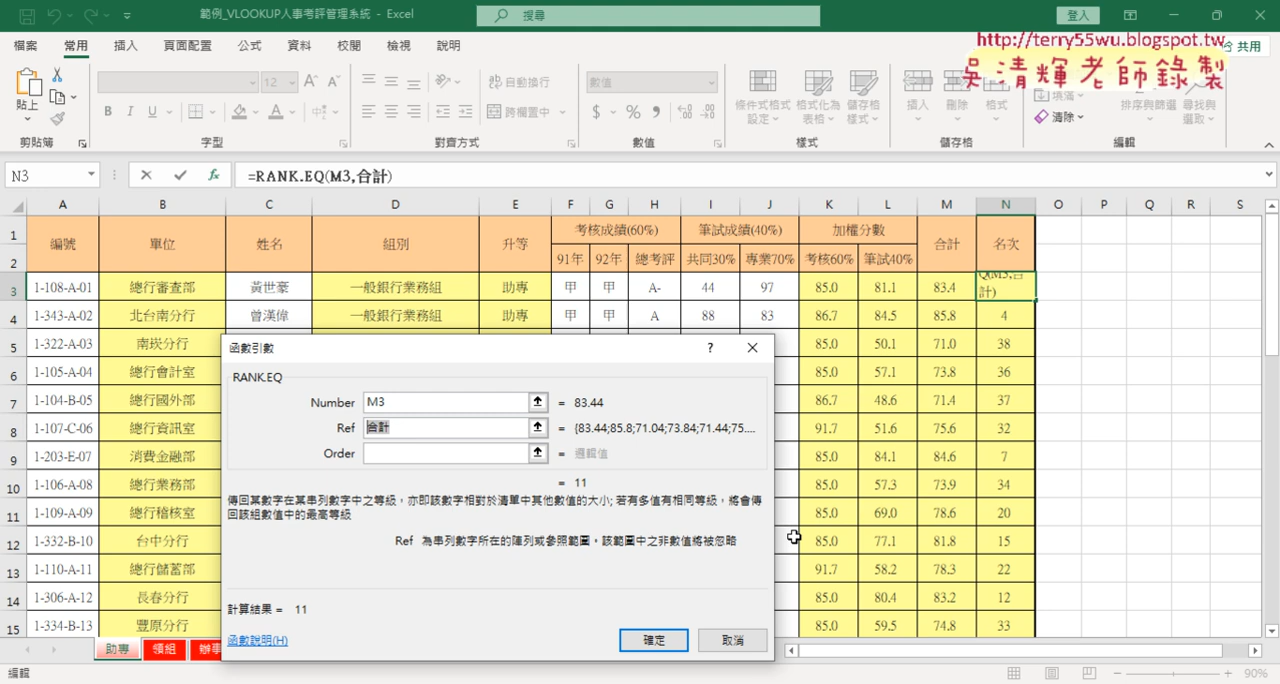 範例_VLOOKUP人事考評管理系統 - Excel
搜尋
登入
檔案 常用 插入 頁面配置 公式 資料 校閱 檢視 說明
共用
http://terry55wu.blogspot.tw
吳清輝老師錄製
貼上
12
自動換行
跨欄置中
數值
條件式格式設定 格式化為表格 儲存格樣式
插入 刪除 格式
填滿
清除
排序與篩選 尋找與選取
剪貼簿 字型 對齊方式 數值 樣式 儲存格 編輯
N3
=RANK.EQ(M3,合計)
A B C D E F G H I J K L M N O P Q R S
編號 單位 姓名 組別 升等 考核成績(60%) 筆試成績(40%) 加權分數 合計 名次
91年 92年 總考評 共同30% 專業70% 考核60% 筆試40%
3 1-108-A-01 總行審查部 黃世豪 一般銀行業務組 助專 甲 甲 A- 44 97 85.0 81.1 83.4 Q(M3,合計)
4 1-343-A-02 北台南分行 曾漢偉 一般銀行業務組 助專 甲 甲 A 88 83 86.7 84.5 85.8 4
5 1-322-A-03 南崁分行 85.0 50.1 71.0 38
6 1-105-A-04 總行會計室 85.0 57.1 73.8 36
7 1-104-B-05 總行國外部 86.7 48.6 71.4 37
8 1-107-C-06 總行資訊室 91.7 51.6 75.6 32
9 1-203-E-07 消費金融部 85.0 84.1 84.6 7
10 1-106-A-08 總行業務部 85.0 57.3 73.9 34
11 1-109-A-09 總行稽核室 85.0 69.0 78.6 20
12 1-332-B-10 台中分行 85.0 77.1 81.8 15
13 1-110-A-11 總行儲蓄部 91.7 58.2 78.3 22
14 1-306-A-12 長春分行 85.0 80.4 83.2 12
15 1-334-B-13 豐原分行 85.0 59.5 74.8 33
函數引數
RANK.EQ
Number M3 = 83.44
Ref 合計 = {83.44;85.8;71.04;73.84;71.44;75....
Order = 邏輯值
= 11
傳回某數字在某串列數字中之等級，亦即該數字相對於清單中其他數值的大小; 若有多值有相同等級，將會傳
回該組數值中的最高等級
Ref 為串列數字所在的陣列或參照範圍。該範圍中之非數值將被忽略
計算結果 = 11
函數說明(H)
確定 取消
助專 領組 辦事
編輯
90%